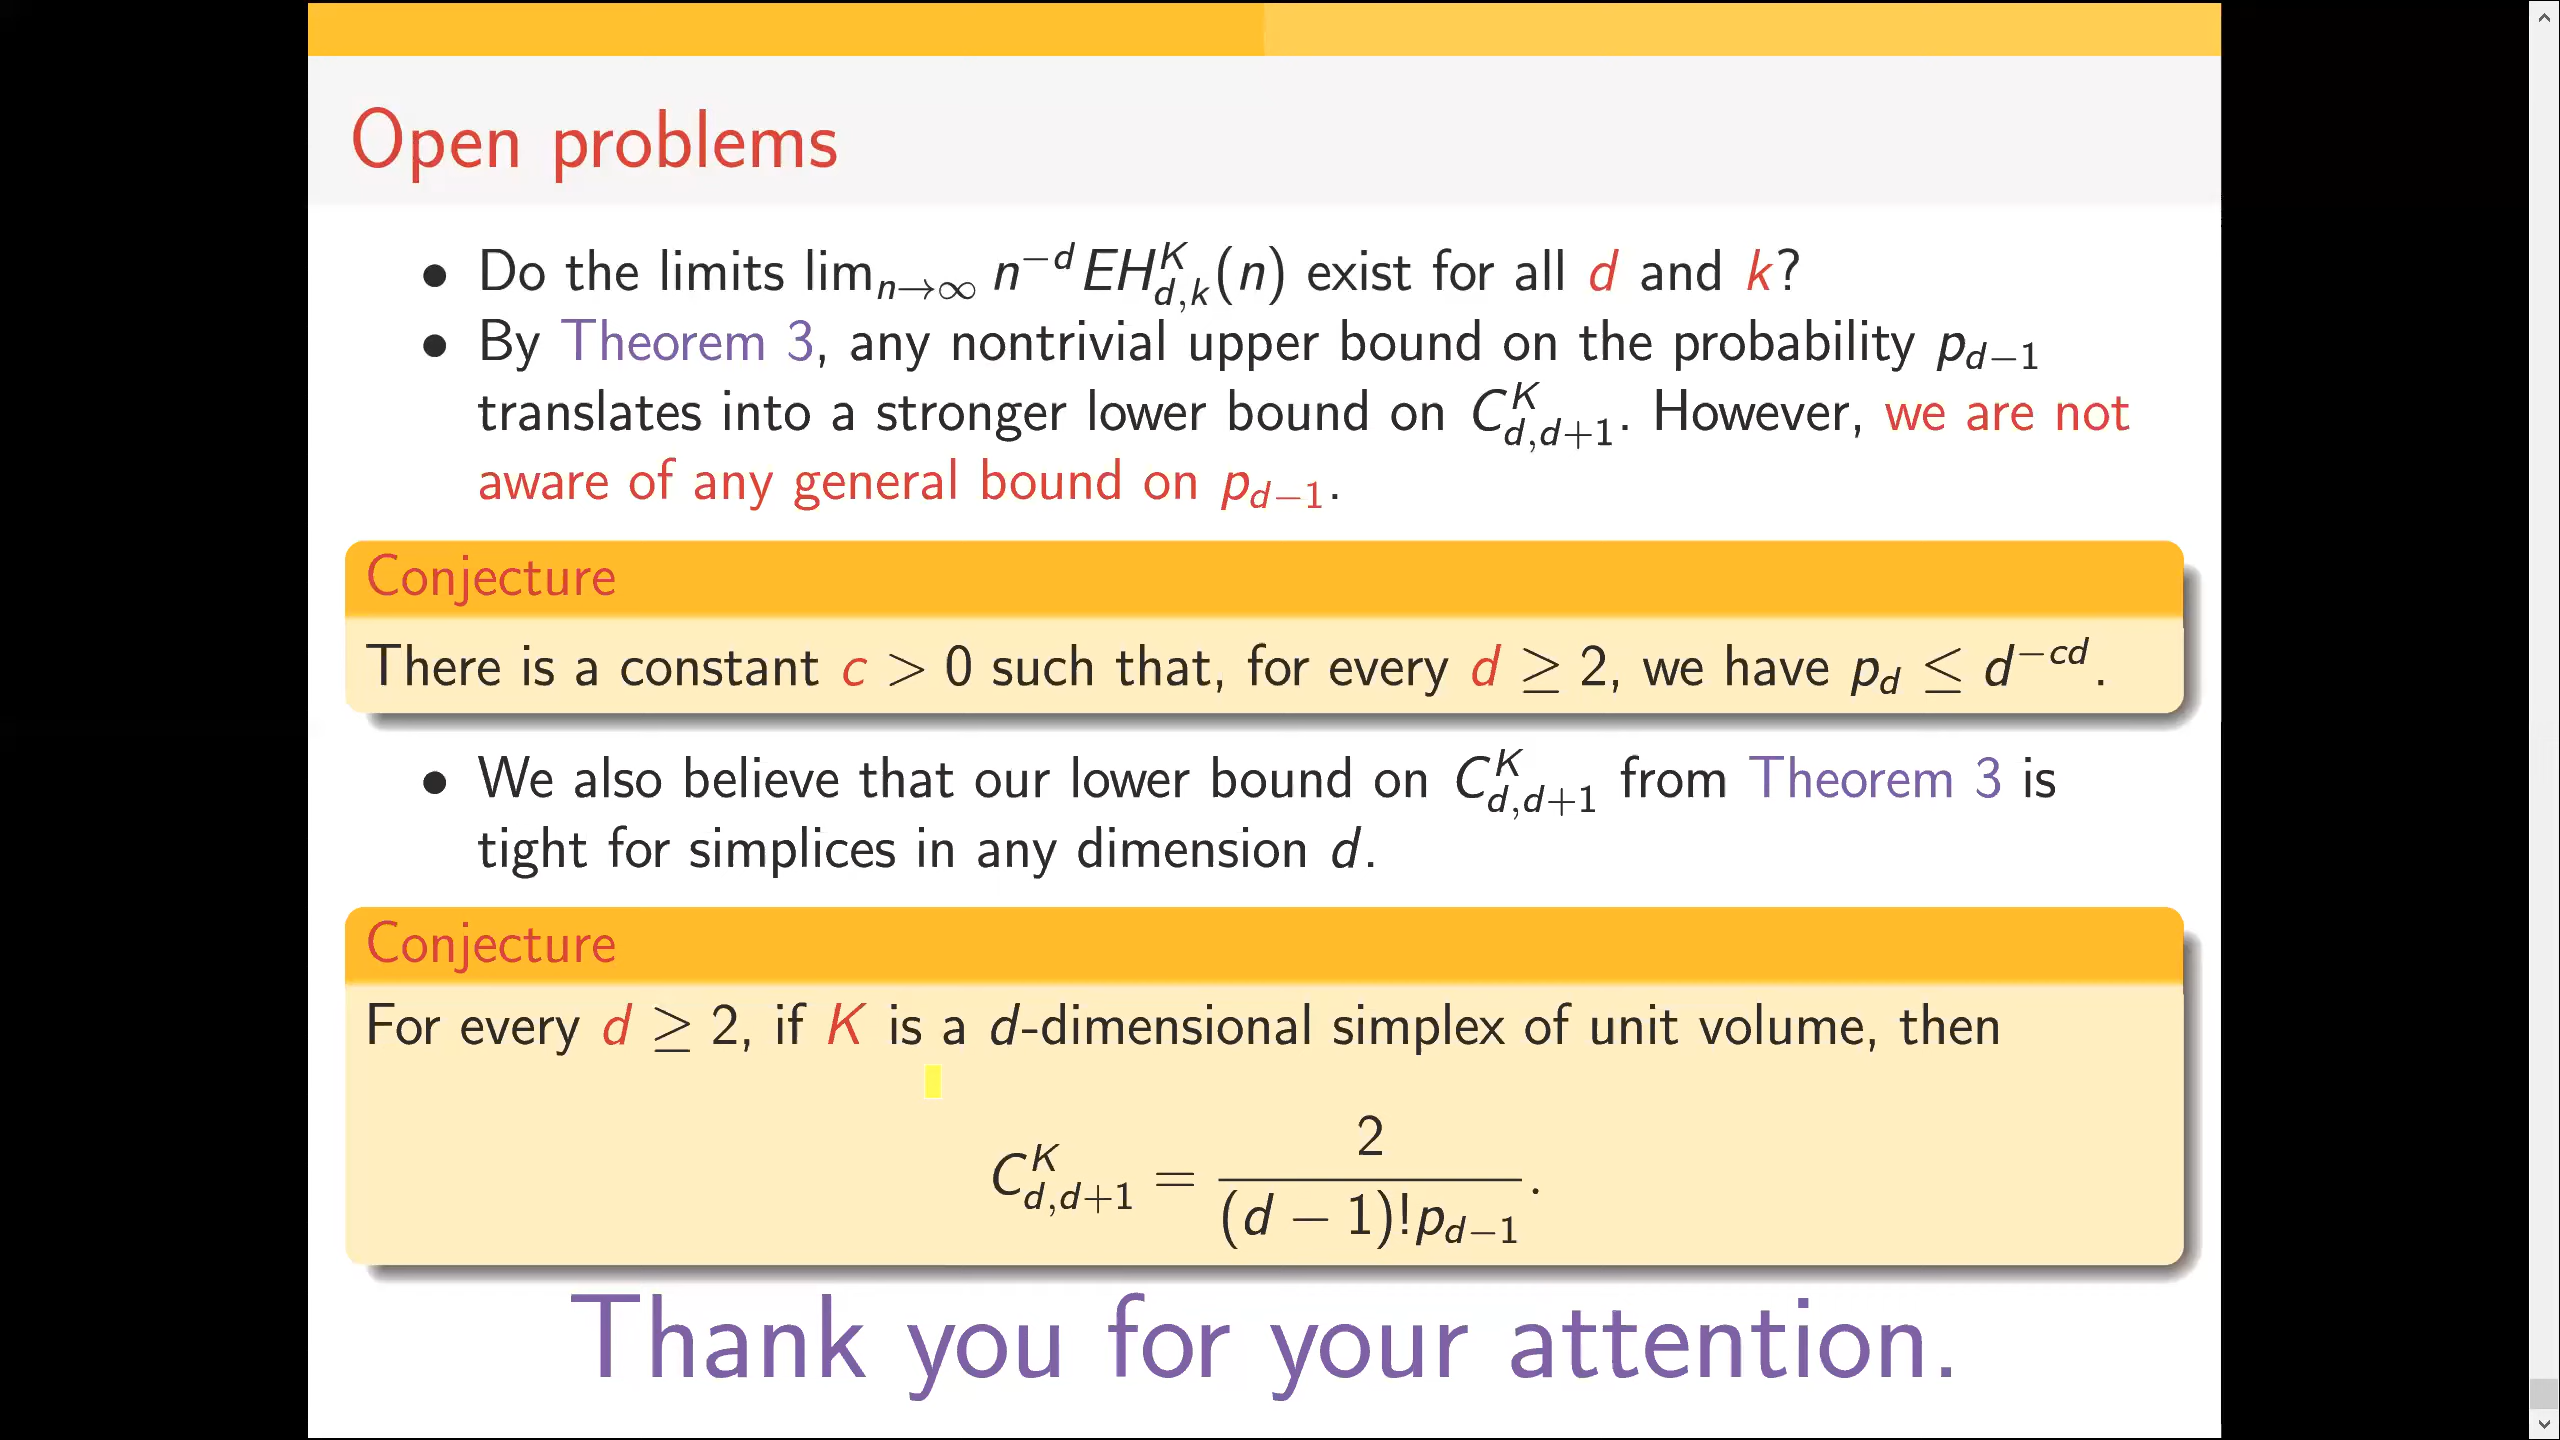 Open problems
• Do the limits lim_{n→∞} n^{−d} EH^K_{d,k}(n) exist for all d and k?
• By Theorem 3, any nontrivial upper bound on the probability p_{d−1}
translates into a stronger lower bound on C^K_{d,d+1}. However, we are not
aware of any general bound on p_{d−1}.
Conjecture
There is a constant c > 0 such that, for every d ≥ 2, we have p_d ≤ d^{−cd}.
• We also believe that our lower bound on C^K_{d,d+1} from Theorem 3 is
tight for simplices in any dimension d.
Conjecture
For every d ≥ 2, if K is a d-dimensional simplex of unit volume, then
C^K_{d,d+1} = \frac{2}{(d − 1)!p_{d−1}}.
Thank you for your attention.